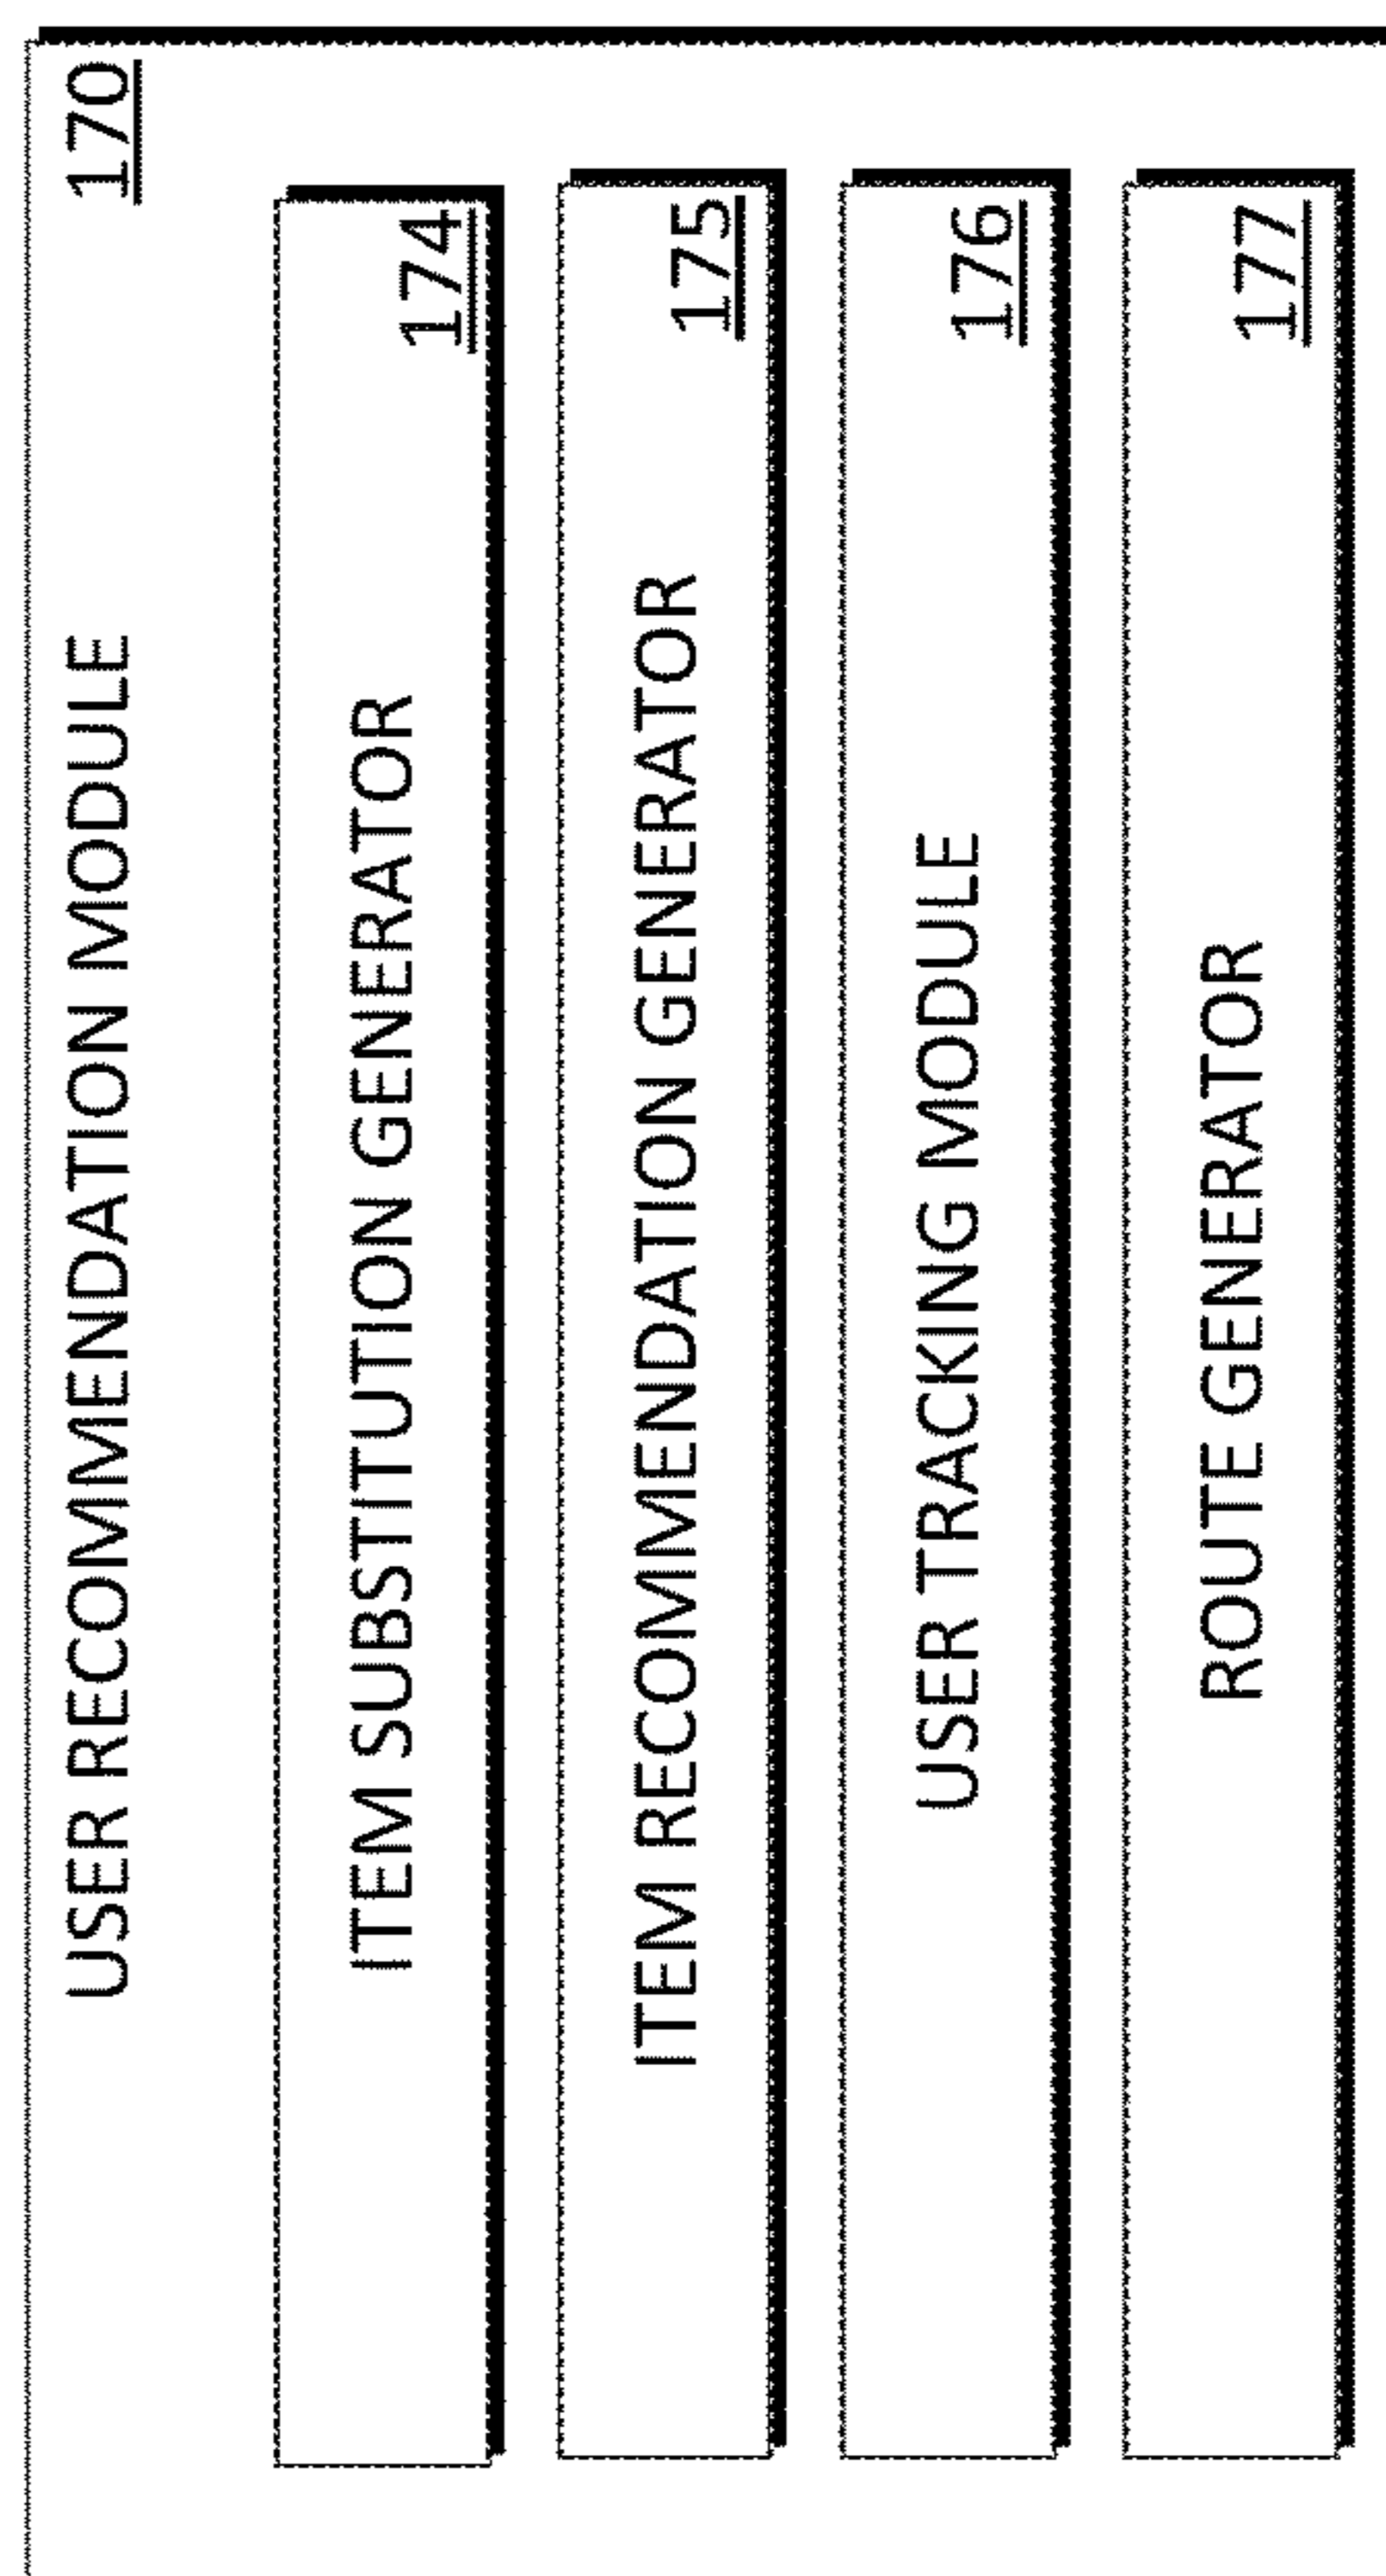 USER RECOMMENDATION MODULE 170
ITEM SUBSTITUTION GENERATOR
174
ITEM RECOMMENDATION GENERATOR
175
USER TRACKING MODULE
176
ROUTE GENERATOR
177